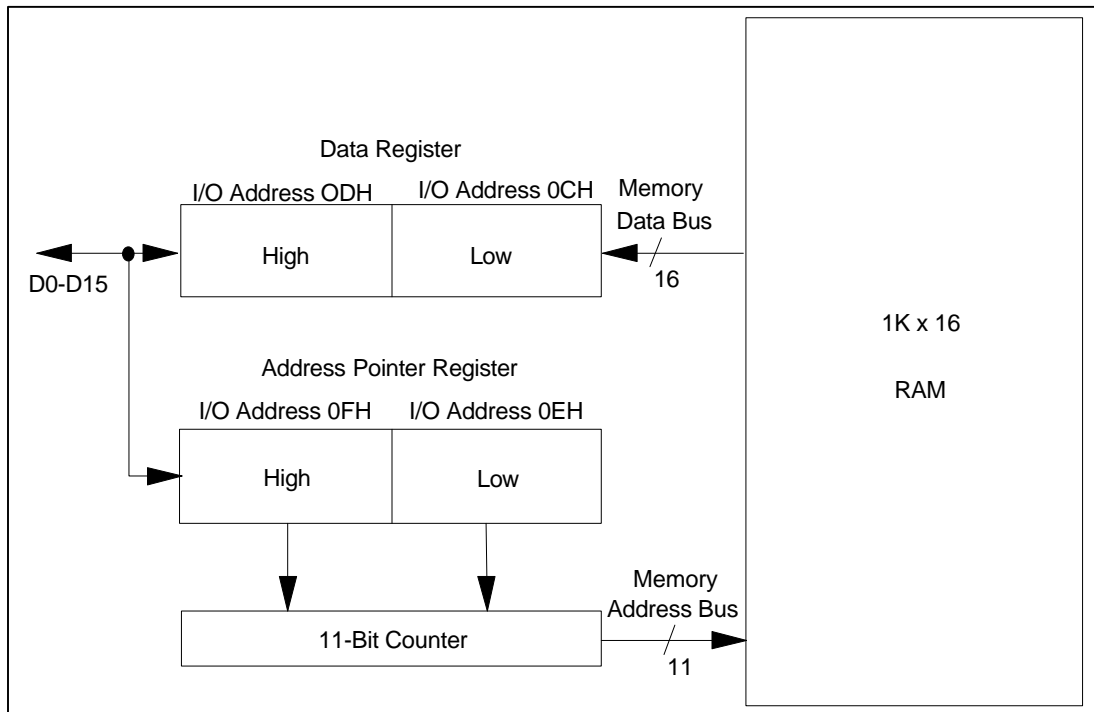 Data Register
I/O Address ODH
I/O Address 0CH
High
Low
D0-D15
Memory
Data Bus
16
1K x 16
RAM
Address Pointer Register
I/O Address 0FH
I/O Address 0EH
High
Low
11-Bit Counter
Memory
Address Bus
11